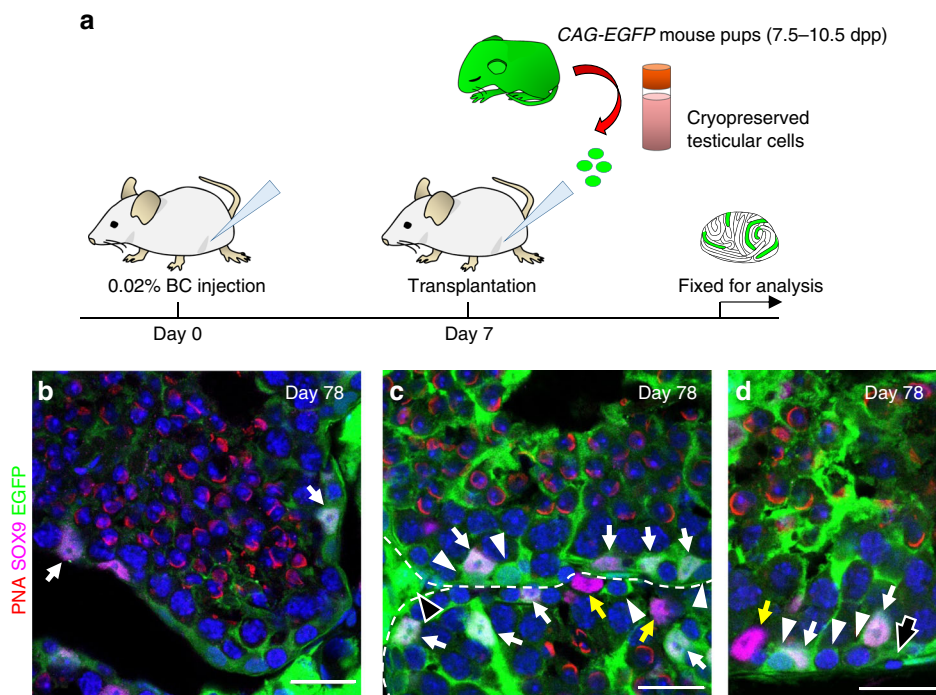 a
CAG-EGFP mouse pups (7.5–10.5 dpp)
Cryopreserved
testicular cells
0.02% BC injection
Transplantation
Fixed for analysis
Day 0
Day 7
PNA SOX9 EGFP
b
Day 78
c
Day 78
d
Day 78